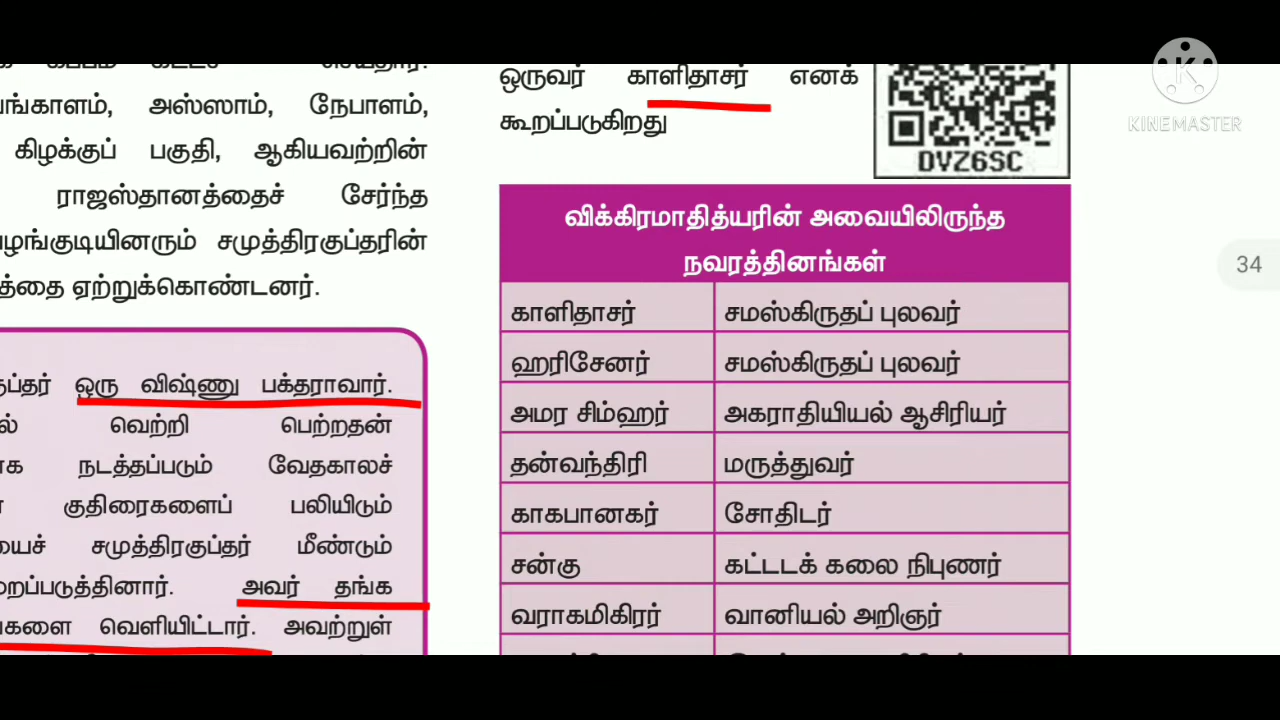 செய்தார்.
அஸ்ஸாம், நேபாளம்,
கிழக்குப் பகுதி, ஆகியவற்றின்
ராஜஸ்தானத்தைச் சேர்ந்த
சமுத்திரகுப்தரின்
ஏற்றுக்கொண்டனர்.
ஒரு விஷ்ணு பக்தராவார்.
வெற்றி பெற்றதன்
நடத்தப்படும் வேதகாலச்
குதிரைகளைப் பலியிடும்
சமுத்திரகுப்தர் மீண்டும்
அவர் தங்க
வெளியிட்டார். அவற்றுள்
ஒருவர் காளிதாசர் எனக்
கூறப்படுகிறது
DVZ6SC
விக்கிரமாதித்யரின் அவையிலிருந்த
நவரத்தினங்கள்
காளிதாசர் சமஸ்கிருதப் புலவர்
ஹரிசேனர் சமஸ்கிருதப் புலவர்
அமர சிம்ஹர் அகராதியியல் ஆசிரியர்
தன்வந்திரி மருத்துவர்
காகபானகர் சோதிடர்
சன்கு கட்டடக் கலை நிபுணர்
வராகமிகிரர் வானியல் அறிஞர்
34
KINEMASTER